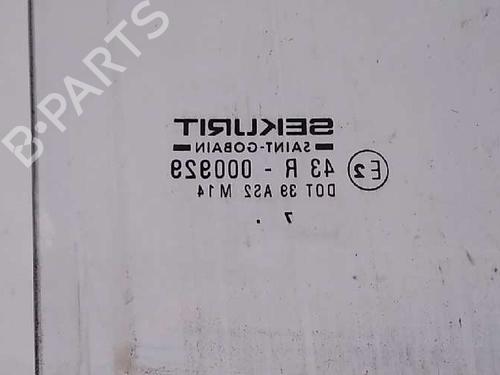 B-PARTS
SEKURIT
SAINT-GOBAIN
E2 43 R - 000929
DOT 39 AS2 M14
7 .